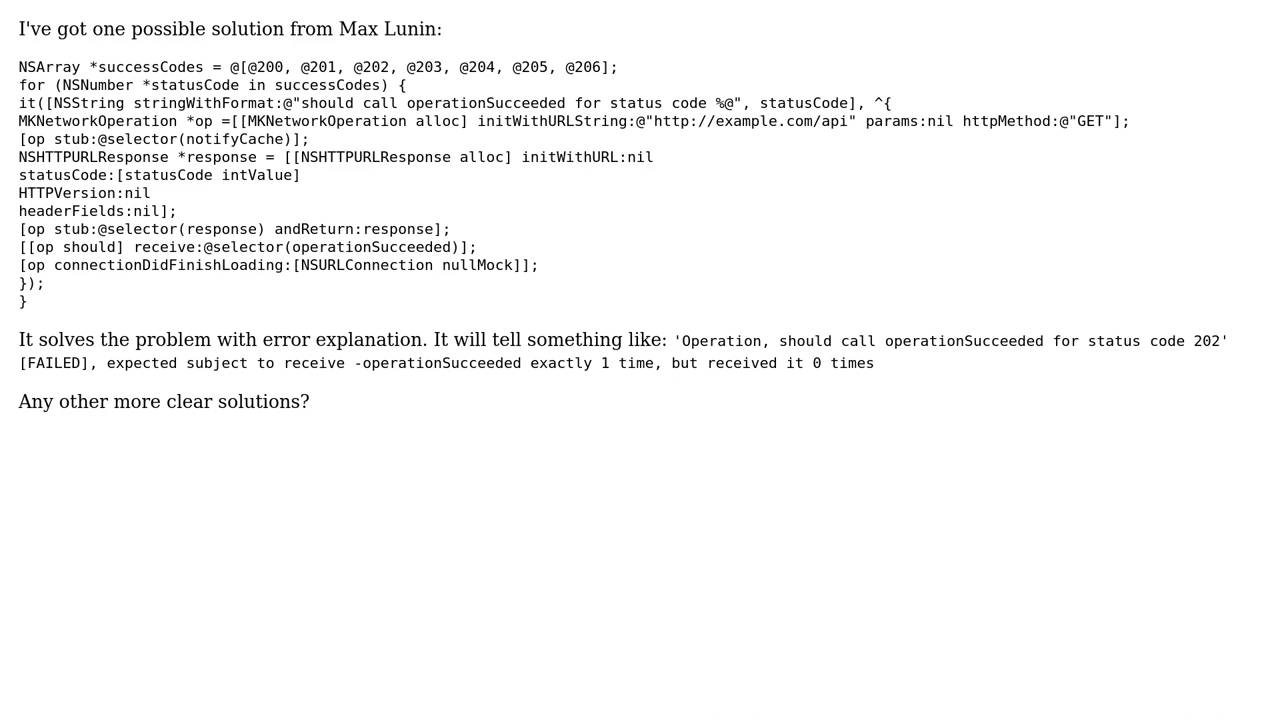 I've got one possible solution from Max Lunin:
NSArray *successCodes = @[@200, @201, @202, @203, @204, @205, @206];
for (NSNumber *statusCode in successCodes) {
it([NSString stringWithFormat:@"should call operationSucceeded for status code %@", statusCode], ^{
MKNetworkOperation *op =[[MKNetworkOperation alloc] initWithURLString:@"http://example.com/api" params:nil httpMethod:@"GET"];
[op stub:@selector(notifyCache)];
NSHTTPURLResponse *response = [[NSHTTPURLResponse alloc] initWithURL:nil
statusCode:[statusCode intValue]
HTTPVersion:nil
headerFields:nil];
[op stub:@selector(response) andReturn:response];
[[op should] receive:@selector(operationSucceeded)];
[op connectionDidFinishLoading:[NSURLConnection nullMock]];
});
}
It solves the problem with error explanation. It will tell something like: 'Operation, should call operationSucceeded for status code 202'
[FAILED], expected subject to receive -operationSucceeded exactly 1 time, but received it 0 times
Any other more clear solutions?